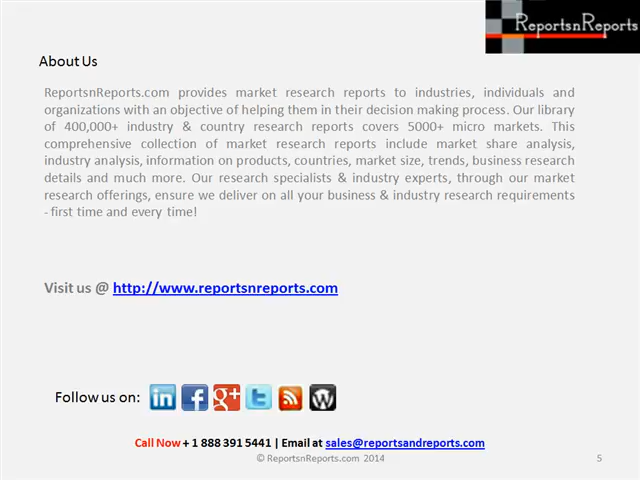 ReportsnReports
About Us
ReportsnReports.com provides market research reports to industries, individuals and
organizations with an objective of helping them in their decision making process. Our library
of 400,000+ industry & country research reports covers 5000+ micro markets. This
comprehensive collection of market research reports include market share analysis,
industry analysis, information on products, countries, market size, trends, business research
details and much more. Our research specialists & industry experts, through our market
research offerings, ensure we deliver on all your business & industry research requirements
- first time and every time!
Visit us @ http://www.reportsnreports.com
Follow us on: in f g+ t W
Call Now + 1 888 391 5441 | Email at sales@reportsandreports.com
© ReportsnReports.com 2014 5